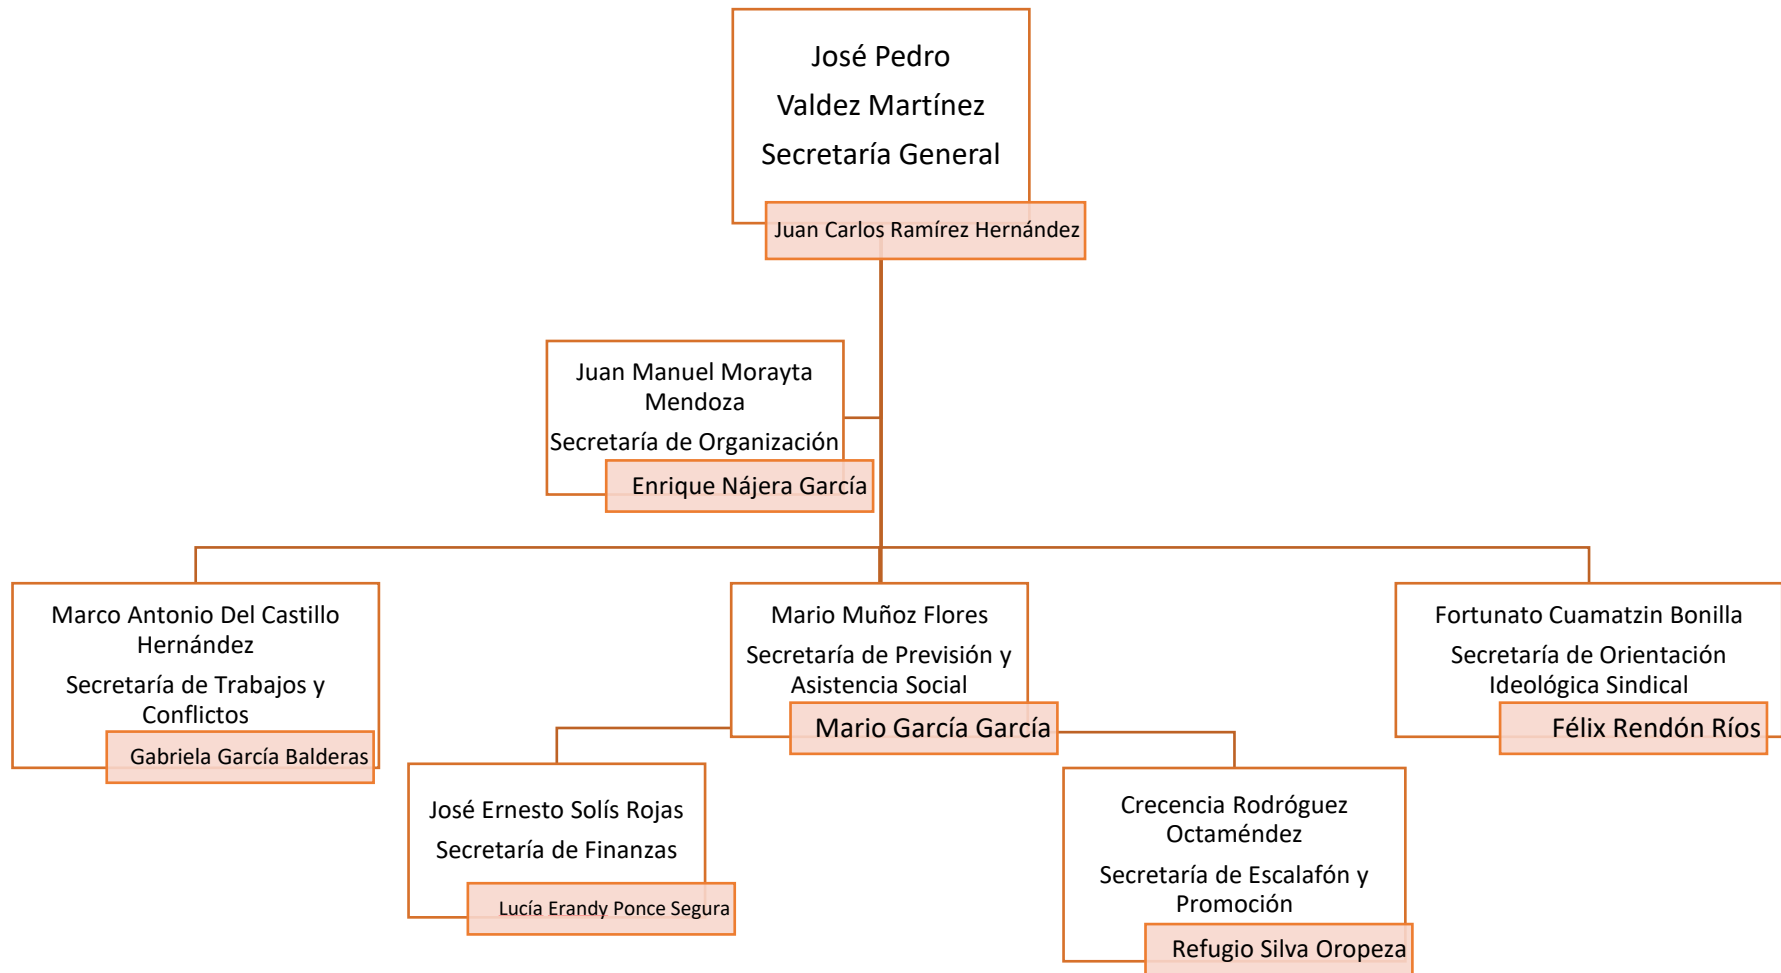 José Pedro
Valdez Martínez
Secretaría General
Juan Carlos Ramírez Hernández
Juan Manuel Morayta
Mendoza
Secretaría de Organización
Enrique Nájera García
Marco Antonio Del Castillo
Hernández
Secretaría de Trabajos y
Conflictos
Gabriela García Balderas
Mario Muñoz Flores
Secretaría de Previsión y
Asistencia Social
Mario García García
Fortunato Cuamatzin Bonilla
Secretaría de Orientación
Ideológica Sindical
Félix Rendón Ríos
José Ernesto Solís Rojas
Secretaría de Finanzas
Lucía Erandy Ponce Segura
Crecencia Rodróguez
Octaméndez
Secretaría de Escalafón y
Promoción
Refugio Silva Oropeza